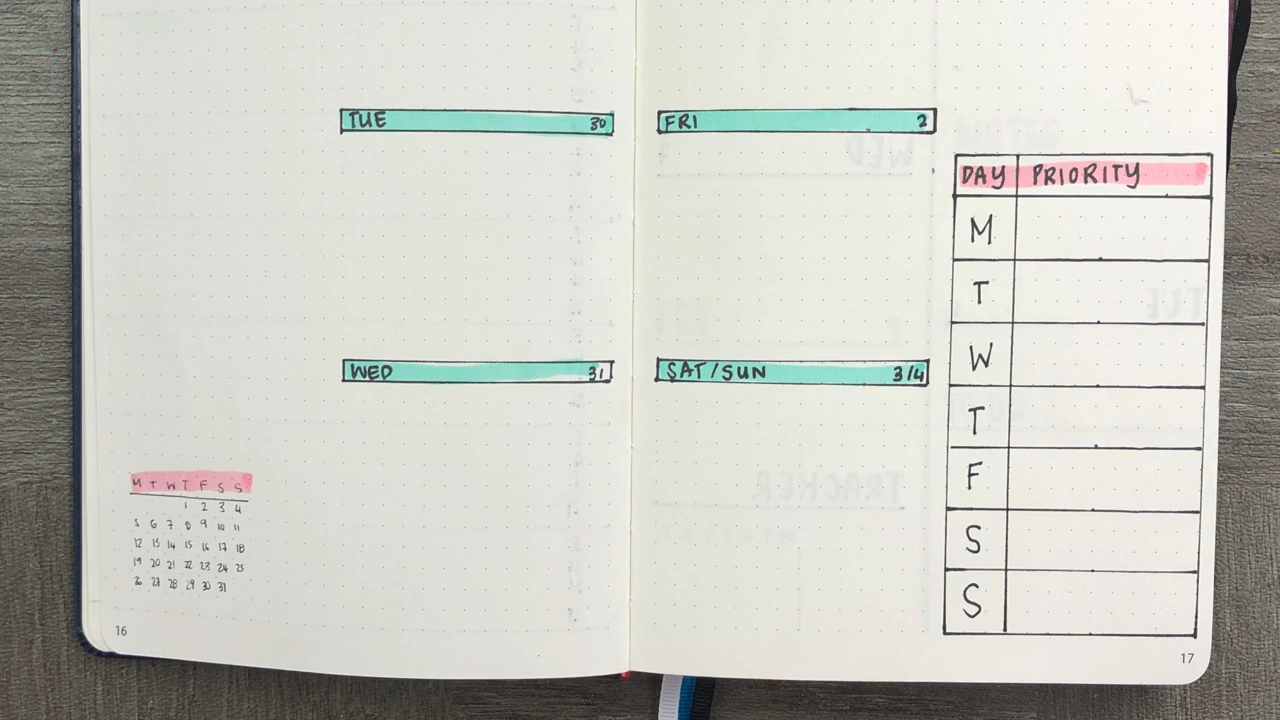 TUE 30
WED 31
M T W T F S S
1 2 3 4
5 6 7 8 9 10 11
12 13 14 15 16 17 18
19 20 21 22 23 24 25
26 27 28 29 30 31
16
FRI 2
SAT/SUN 3/4
DAY PRIORITY
M
T
W
T
F
S
S
17